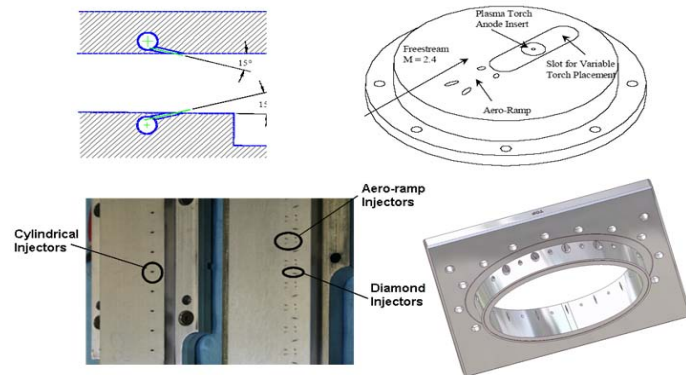 15°
15
Plasma Torch
Anode Insert
Freestream
M = 2.4
Slot for Variable
Torch Placement
Aero-Ramp
Aero-ramp
Injectors
Cylindrical
Injectors
Diamond
Injectors